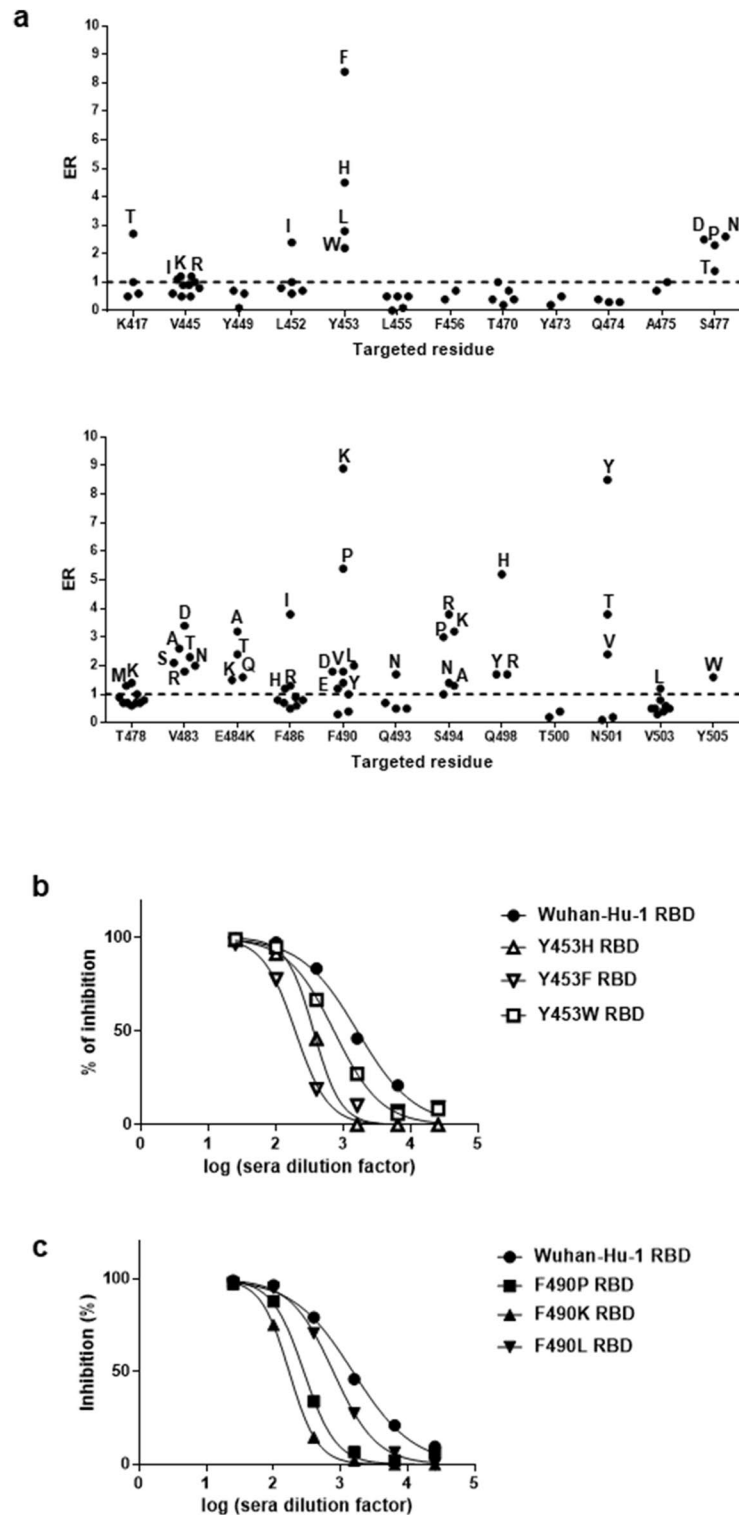 a
10
9
8
7
6
5
4
3
2
1
0
ER
F
H
T
I
L
W
D
P
N
I
K
R
T
K417 V445 Y449 L452 Y453 L455 F456 T470 Y473 Q474 A475 S477
Targeted residue
10
9
8
7
6
5
4
3
2
1
0
ER
K
Y
P
H
D
I
R
T
A
A
P
K
S
T
N
T
D
V
L
N
Y
R
V
M
K
R
K
Q
H
R
E
Y
N
A
L
W
T478 V483 E484K F486 F490 Q493 S494 Q498 T500 N501 V503 Y505
Targeted residue
b
100
50
0
% of inhibition
0 1 2 3 4 5
log (sera dilution factor)
Wuhan-Hu-1 RBD
Y453H RBD
Y453F RBD
Y453W RBD
c
100
50
0
Inhibition (%)
0 1 2 3 4 5
log (sera dilution factor)
Wuhan-Hu-1 RBD
F490P RBD
F490K RBD
F490L RBD